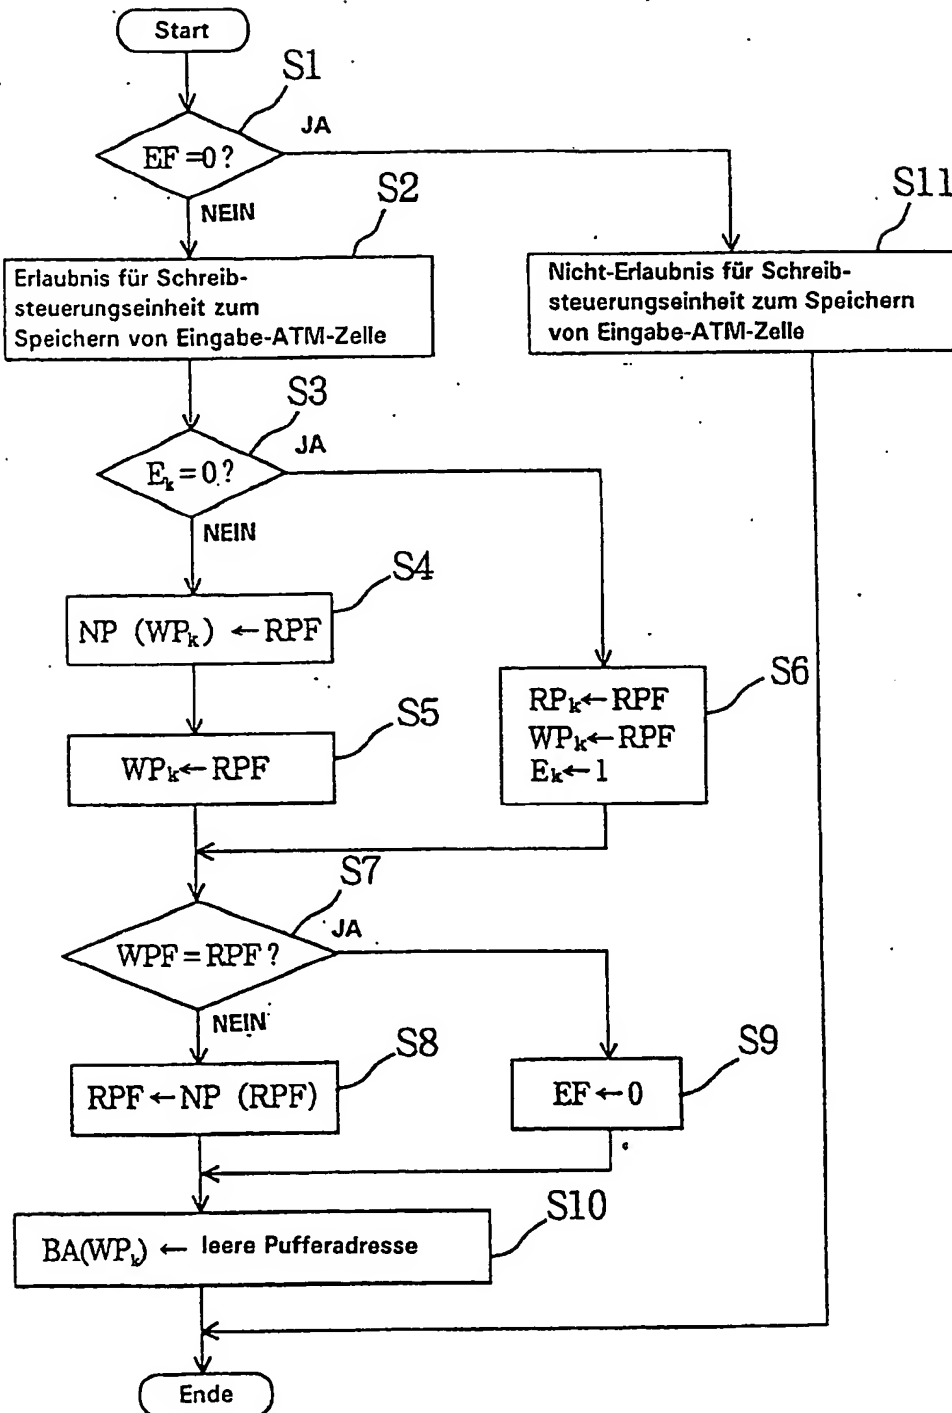 Start
S1
EF=0?
JA
NEIN
S2
S11
Erlaubnis für Schreib-
steuerungseinheit zum
Speichern von Eingabe-ATM-Zelle
Nicht-Erlaubnis für Schreib-
steuerungseinheit zum Speichern
von Eingabe-ATM-Zelle
S3
JA
Eₖ=0?
NEIN
S4
NP (WPₖ) ←RPF
S6
RPₖ←RPF
WPₖ←RPF
Eₖ←1
S5
WPₖ←RPF
S7
JA
WPF=RPF?
NEIN
S8
RPF←NP (RPF)
S9
EF←0
S10
BA(WPₖ) ← leere Pufferadresse
Ende